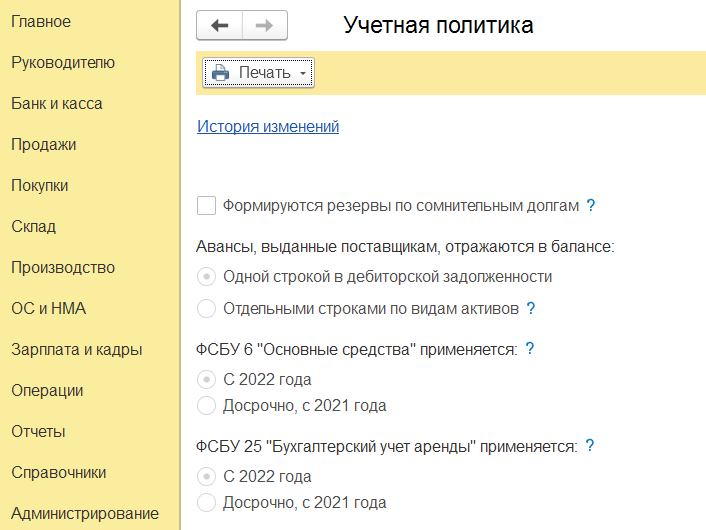 Главное
Руководителю
Банк и касса
Продажи
Покупки
Склад
Производство
ОС и НМА
Зарплата и кадры
Операции
Отчеты
Справочники
Администрирование
Учетная политика
Печать
История изменений
Формируются резервы по сомнительным долгам ?
Авансы, выданные поставщикам, отражаются в балансе:
Одной строкой в дебиторской задолженности
Отдельными строками по видам активов ?
ФСБУ 6 "Основные средства" применяется: ?
С 2022 года
Досрочно, с 2021 года
ФСБУ 25 "Бухгалтерский учет аренды" применяется: ?
С 2022 года
Досрочно, с 2021 года